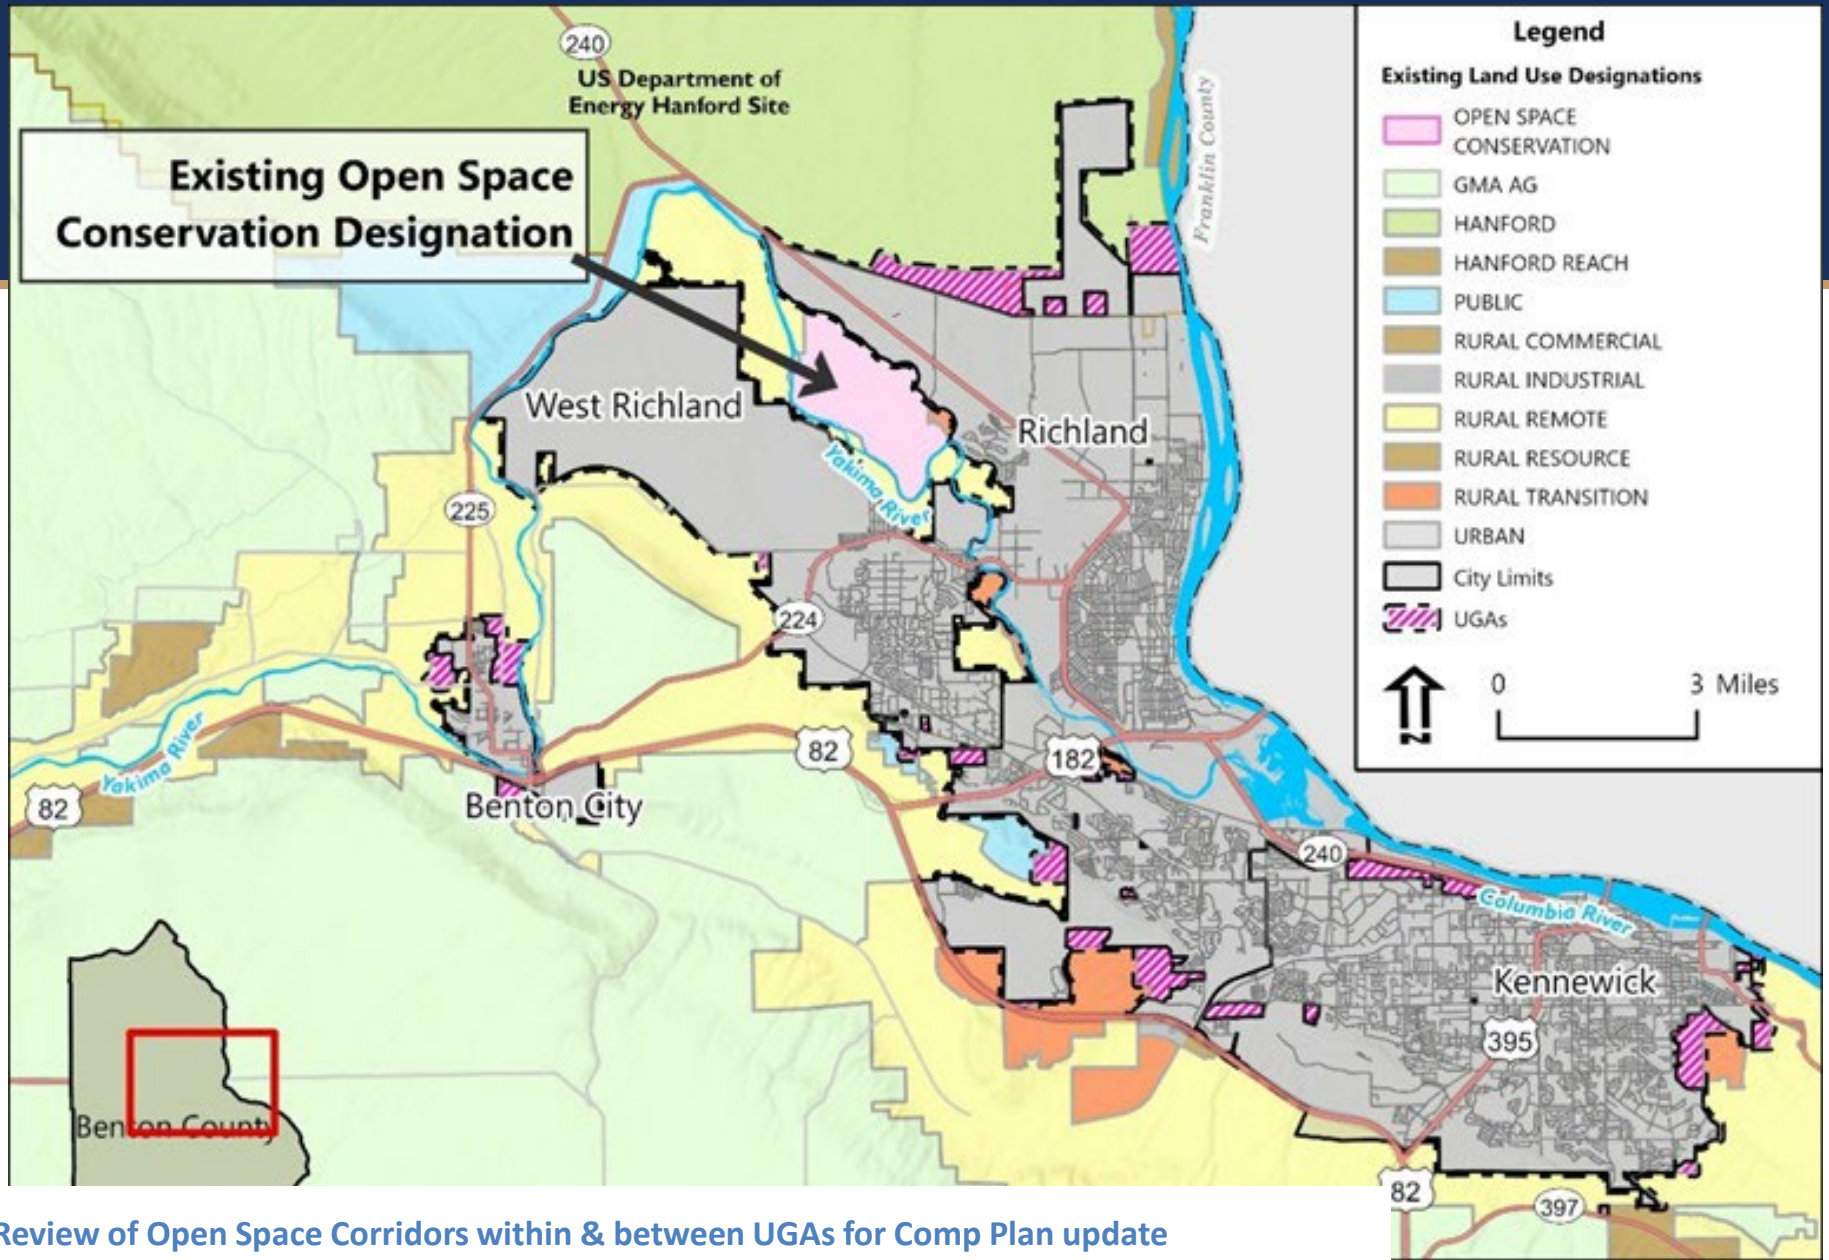 240
US Department of
Energy Hanford Site
Existing Open Space
Conservation Designation
Franklin County
West Richland
Richland
Yakima River
225
224
82
182
Benton City
Yakima River
82
240
Columbia River
Kennewick
395
82
397
Benton County
Legend
Existing Land Use Designations
OPEN SPACE
CONSERVATION
GMA AG
HANFORD
HANFORD REACH
PUBLIC
RURAL COMMERCIAL
RURAL INDUSTRIAL
RURAL REMOTE
RURAL RESOURCE
RURAL TRANSITION
URBAN
City Limits
UGAs
N
0 3 Miles
Review of Open Space Corridors within & between UGAs for Comp Plan update